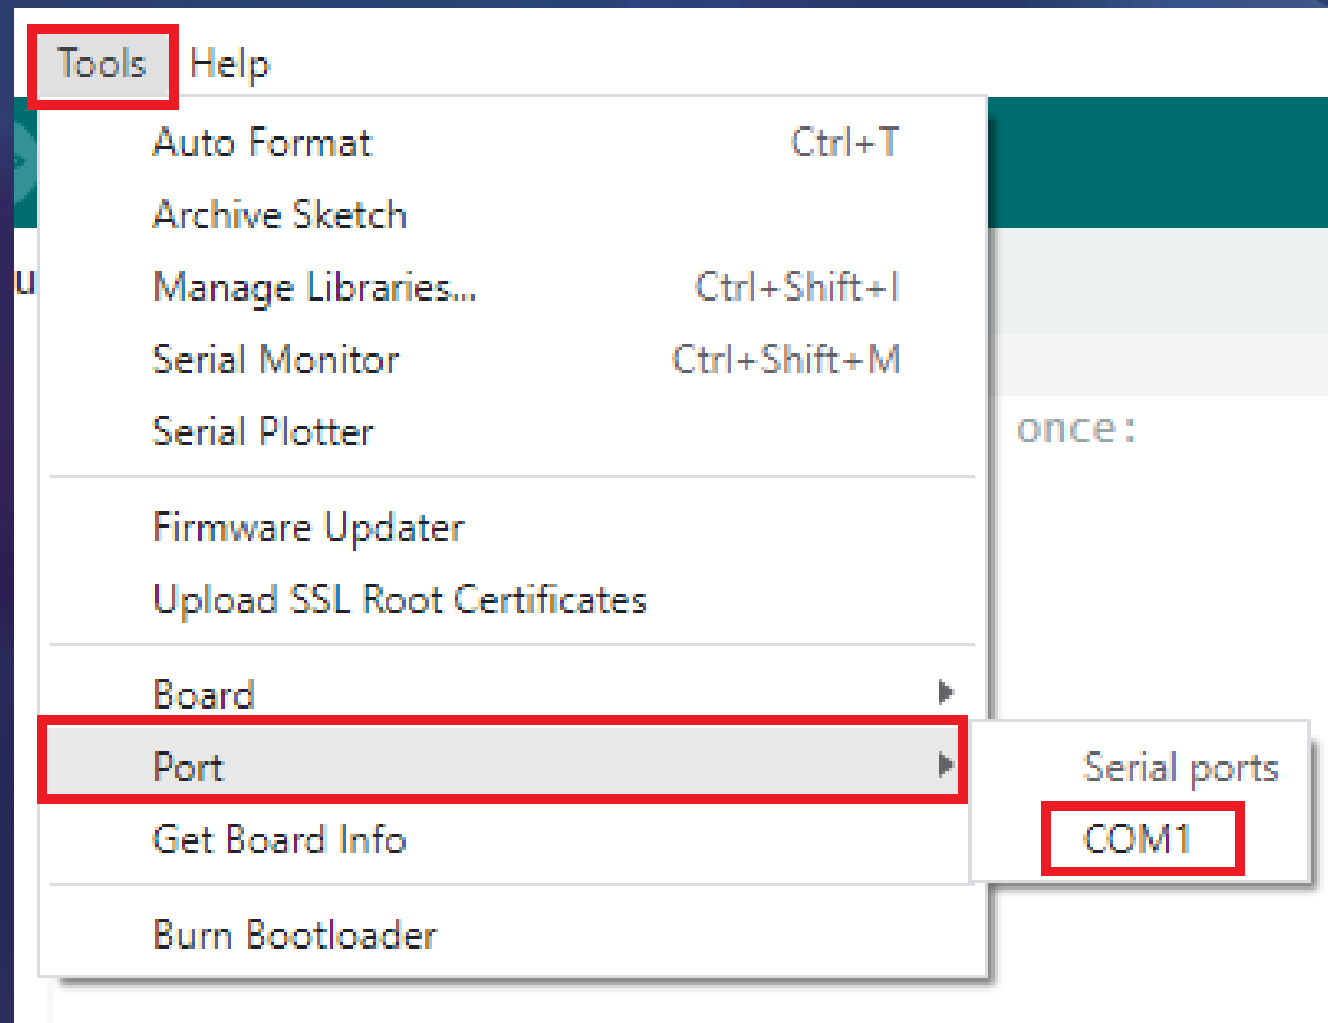 Tools Help
Auto Format Ctrl+T
Archive Sketch
Manage Libraries... Ctrl+Shift+I
Serial Monitor Ctrl+Shift+M
Serial Plotter
once:
Firmware Updater
Upload SSL Root Certificates
Board
Port
Serial ports
COM1
Get Board Info
Burn Bootloader